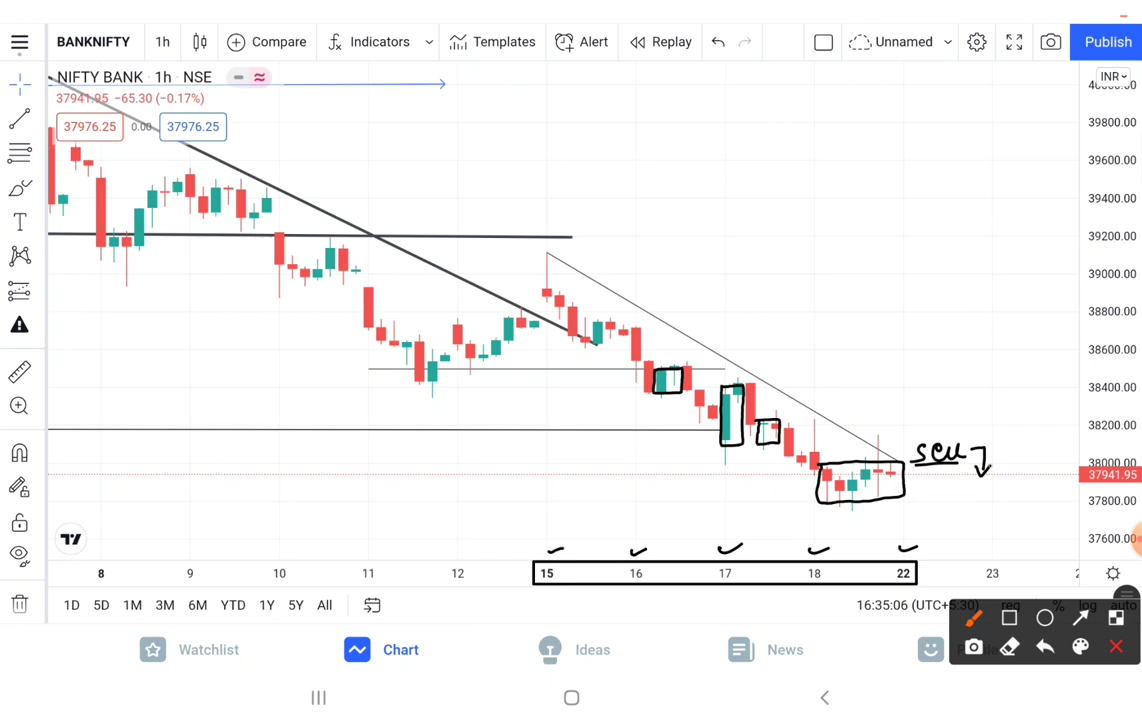 BANKNIFTY 1h Compare Indicators Templates Alert Replay Unnamed Publish
NIFTY BANK · 1h · NSE
INR
37941.95 −65.30 (−0.17%)
37976.25 0.00 37976.25
39800.00
39600.00
39400.00
39200.00
39000.00
38800.00
38600.00
38400.00
38200.00
38000.00
sell
37941.95
37800.00
37600.00
8 9 10 11 12 15 16 17 18 22 23
1D 5D 1M 3M 6M YTD 1Y 5Y All 16:35:06 (UTC+5:30) % log auto
Watchlist Chart Ideas News